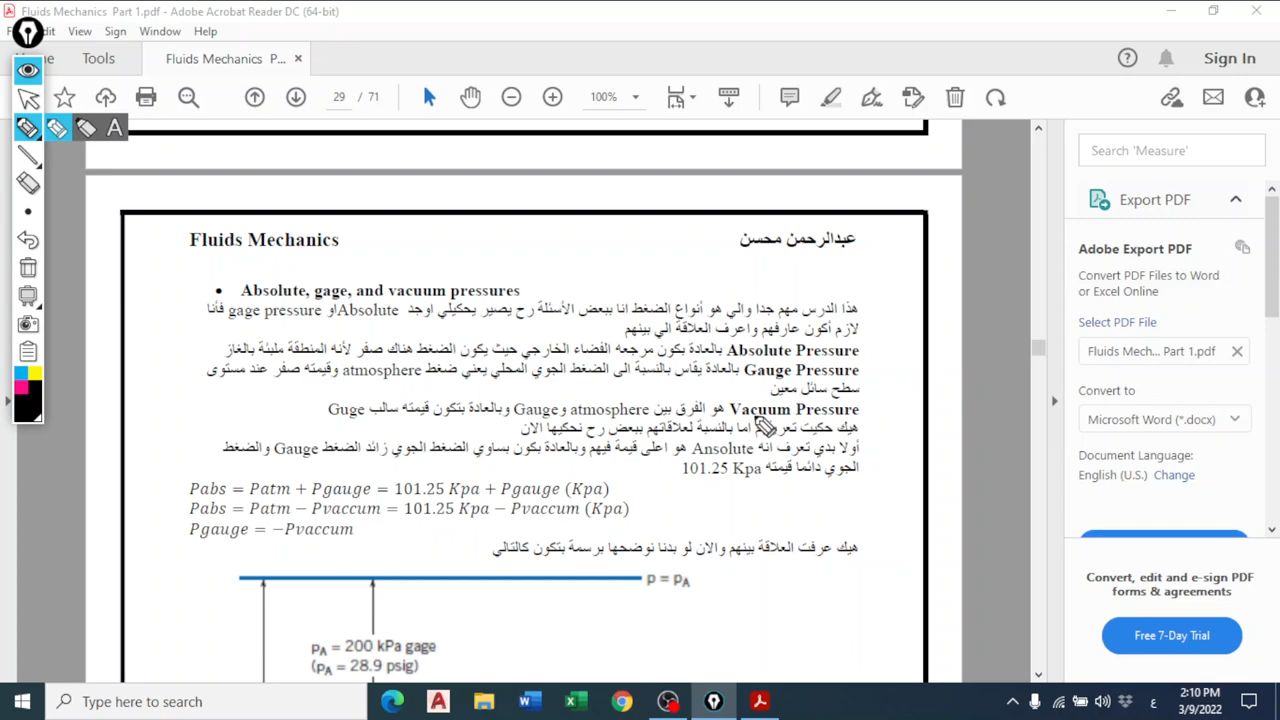 Fluids Mechanics Part 1.pdf - Adobe Acrobat Reader DC (64-bit)
View Sign Window Help
Tools
Fluids Mechanics P... ×
Sign In
29 / 71
100%
A
Search 'Measure'
Export PDF
Adobe Export PDF
Convert PDF Files to Word
or Excel Online
Select PDF File
Fluids Mech... Part 1.pdf
Convert to
Microsoft Word (*.docx)
Document Language:
English (U.S.) Change
Convert, edit and e-sign PDF
forms & agreements
Free 7-Day Trial
Fluids Mechanics
عبدالرحمن محسن
• Absolute, gage, and vacuum pressures
هذا الدرس مهم جدا والي هو أنواع الضغط انا ببعض الأسئلة رح يصير يحكيلي اوجد Absolute او gage pressure فأنا
لازم أكون عارفهم واعرف العلاقة الي بينهم
Absolute Pressure بالعادة بكون مرجعه الفضاء الخارجي حيث يكون الضغط هناك صفر لأنه المنطقة مليئة بالغاز
Gauge Pressure بالعادة يقاس بالنسبة الى الضغط الجوي المحلي يعني ضغط atmosphere وقيمته صفر عند مستوى
سطح سائل معين
Vacuum Pressure هو الفرق بين atmosphere و Gauge وبالعادة بتكون قيمته سالب Guge
هيك حكيت اما بالنسبة لعلاقاتهم ببعض رح نحكيها الان
أولا بدي تعرف انه Ansolute هو اعلى قيمة فيهم وبالعادة بكون بساوي الضغط الجوي زائد الضغط Gauge والضغط
الجوي دائما قيمته 101.25 Kpa
Pabs = Patm + Pgauge = 101.25 Kpa + Pgauge (Kpa)
Pabs = Patm − Pvaccum = 101.25 Kpa − Pvaccum (Kpa)
Pgauge = −Pvaccum
هيك عرفت العلاقة بينهم والان لو بدنا نوضحها برسمة بتكون كالتالي
p = pA
pA = 200 kPa gage
(pA = 28.9 psig)
Type here to search
ع
2:10 PM
3/9/2022